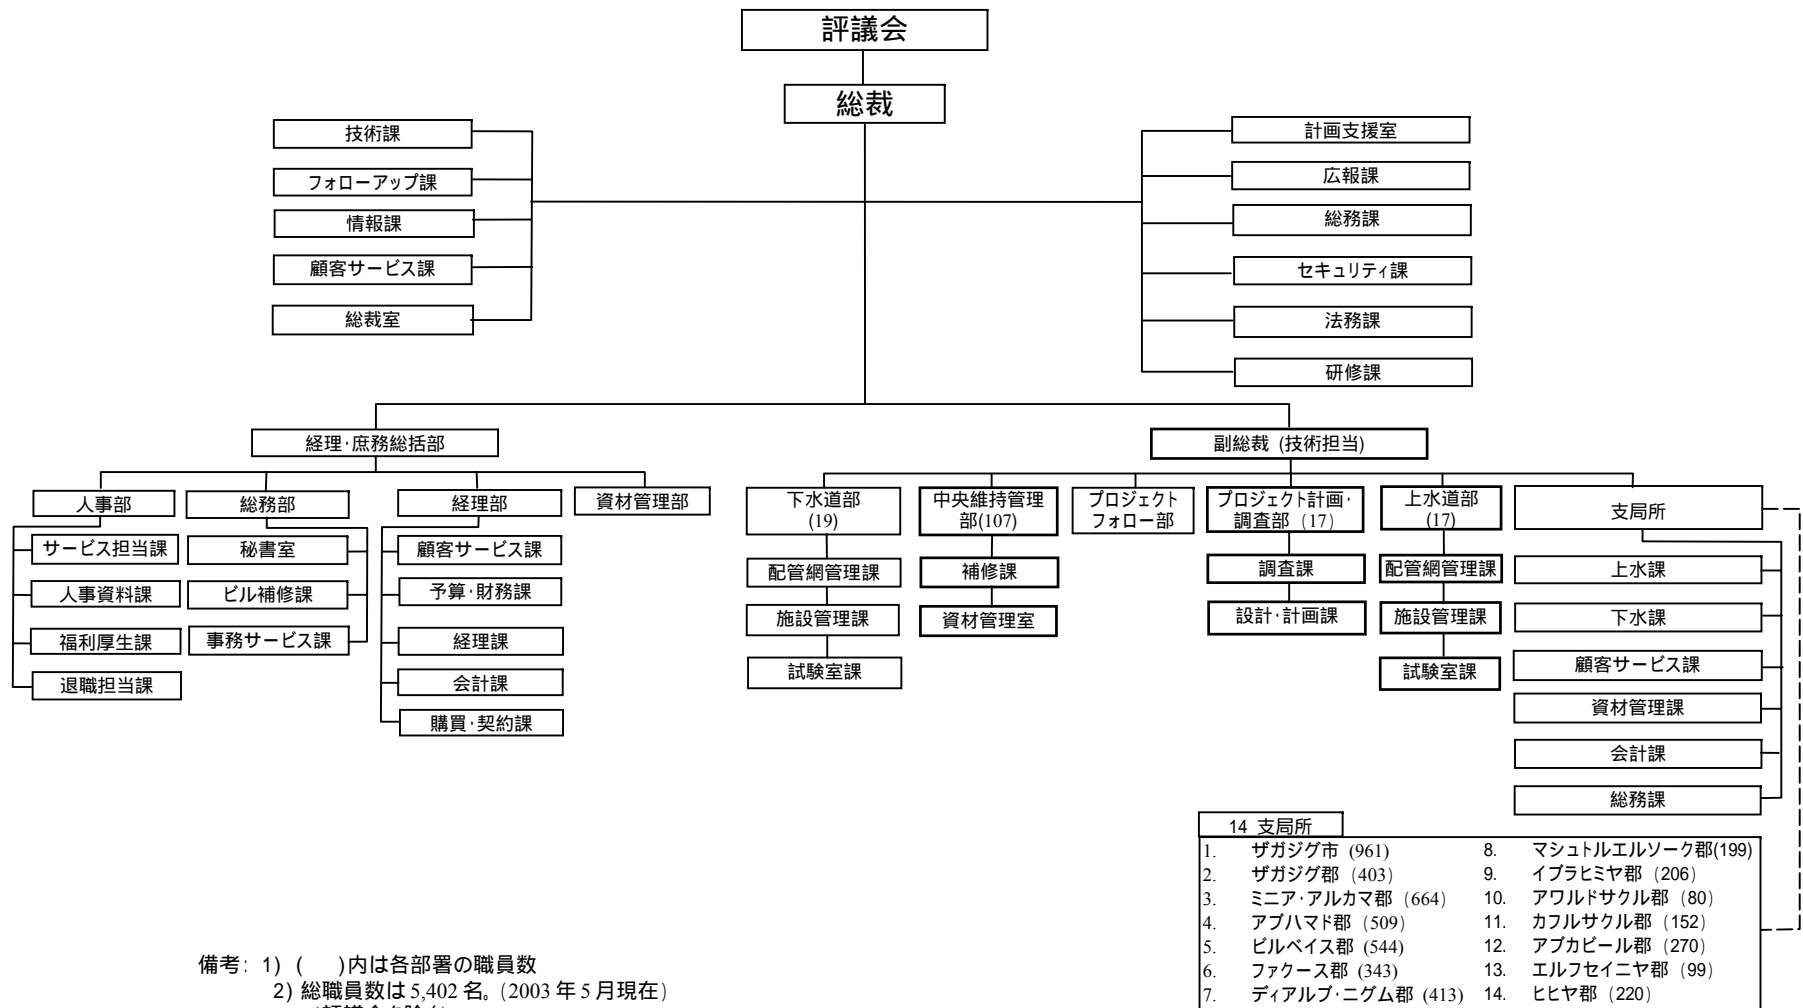 評議会
総裁
技術課
フォローアップ課
情報課
顧客サービス課
総裁室
計画支援室
広報課
総務課
セキュリティ課
法務課
研修課
経理・庶務総括部
副総裁 (技術担当)
人事部
総務部
経理部
資材管理部
サービス担当課
人事資料課
福利厚生課
退職担当課
秘書室
ビル補修課
事務サービス課
顧客サービス課
予算・財務課
経理課
会計課
購買・契約課
下水道部
(19)
配管網管理課
施設管理課
試験室課
中央維持管理
部(107)
補修課
資材管理室
プロジェクト
フォロー部
プロジェクト計画・
調査部 (17)
調査課
設計・計画課
上水道部
(17)
配管網管理課
施設管理課
試験室課
支局所
上水課
下水課
顧客サービス課
資材管理課
会計課
総務課
14 支局所
1. ザガジグ市 (961)
2. ザガジグ郡 (403)
3. ミニア・アルカマ郡 (664)
4. アブハマド郡 (509)
5. ビルベイス郡 (544)
6. ファクース郡 (343)
7. ディアルブ・ニグム郡 (413)
8. マシュトルエルソーク郡(199)
9. イブラヒミヤ郡 (206)
10. アワルドサクル郡 (80)
11. カフルサクル郡 (152)
12. アブカビール郡 (270)
13. エルフセイニヤ郡 (99)
14. ヒヒヤ郡 (220)
備考: 1) ( )内は各部署の職員数
2) 総職員数は 5,402 名。(2003 年 5 月現在)